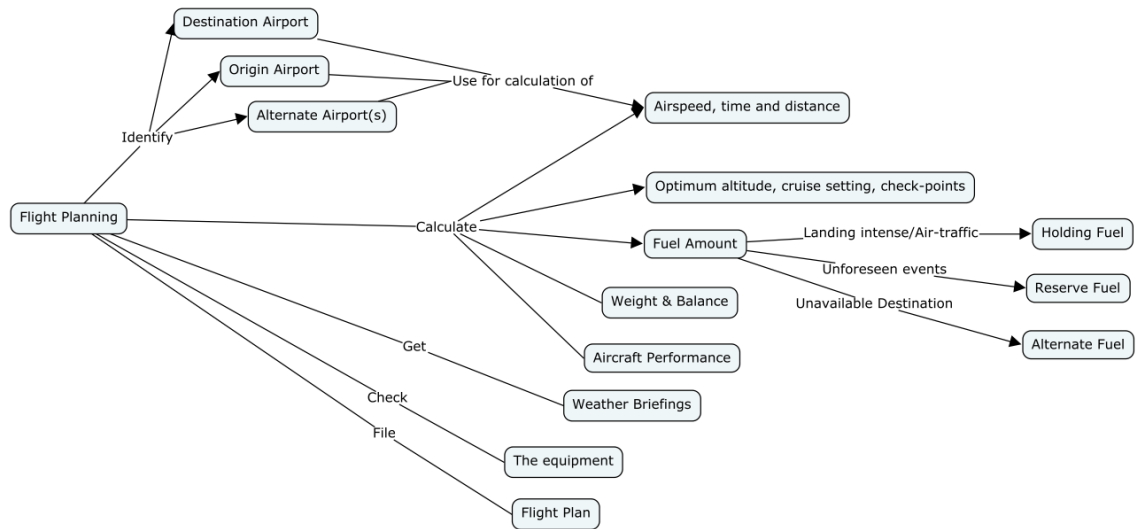 Destination Airport
Origin Airport
Use for calculation of
Alternate Airport(s)
Airspeed, time and distance
Identify
Optimum altitude, cruise setting, check-points
Flight Planning
Calculate
Fuel Amount
Landing intense/Air-traffic
Holding Fuel
Unforeseen events
Reserve Fuel
Unavailable Destination
Weight & Balance
Alternate Fuel
Get
Aircraft Performance
Check
Weather Briefings
File
The equipment
Flight Plan